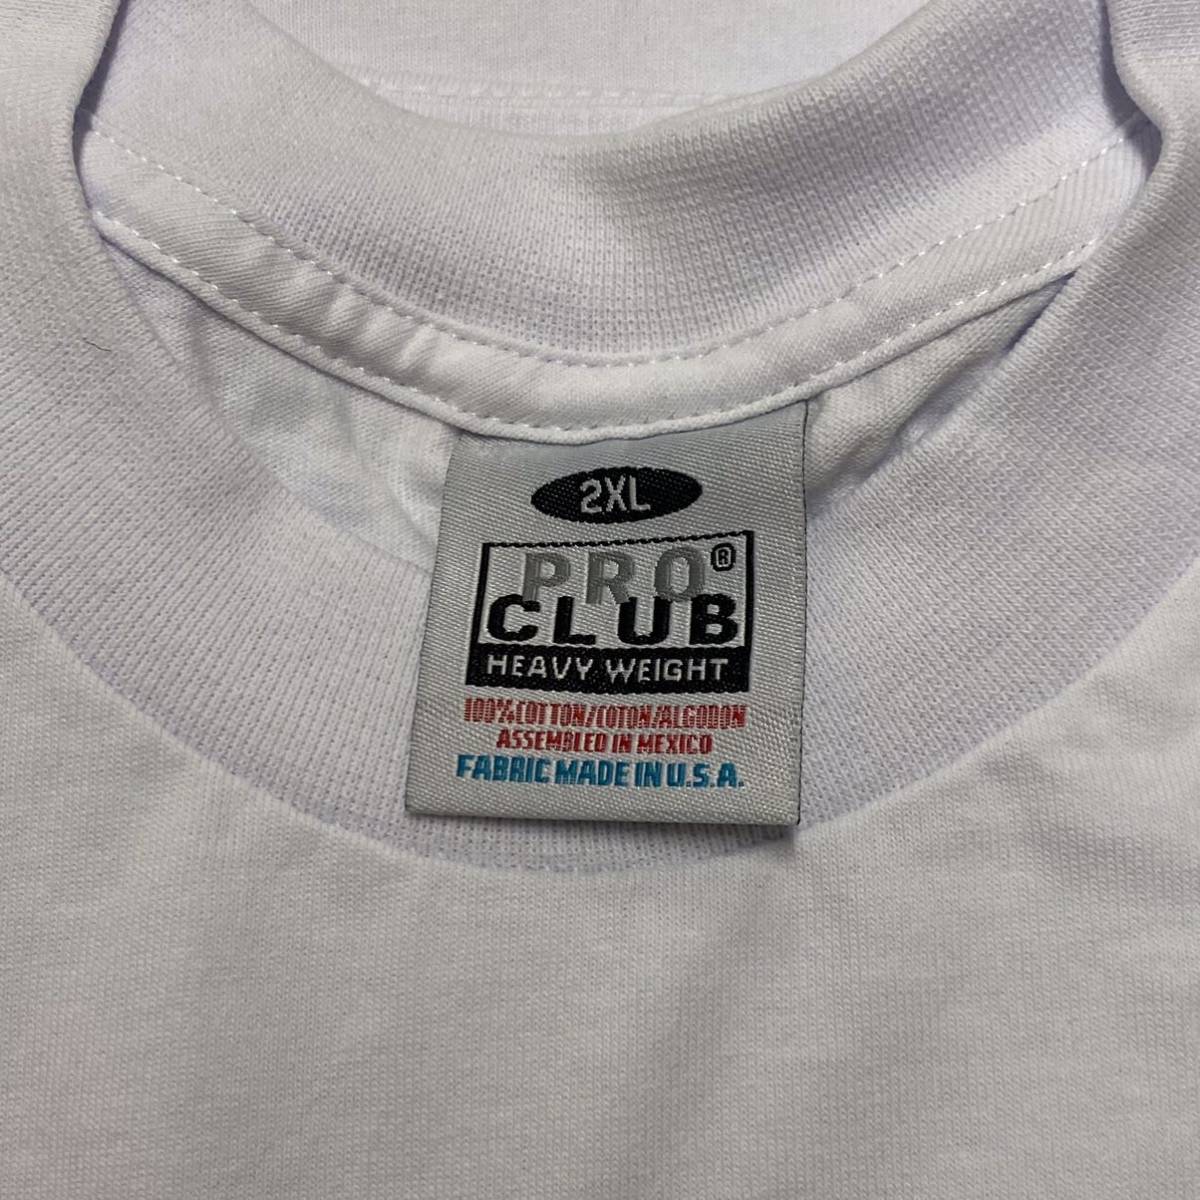 2XL
PRO®
CLUB
HEAVY WEIGHT
100%COTTON/COTON/ALGODON
ASSEMBLED IN MEXICO
FABRIC MADE IN U.S.A.